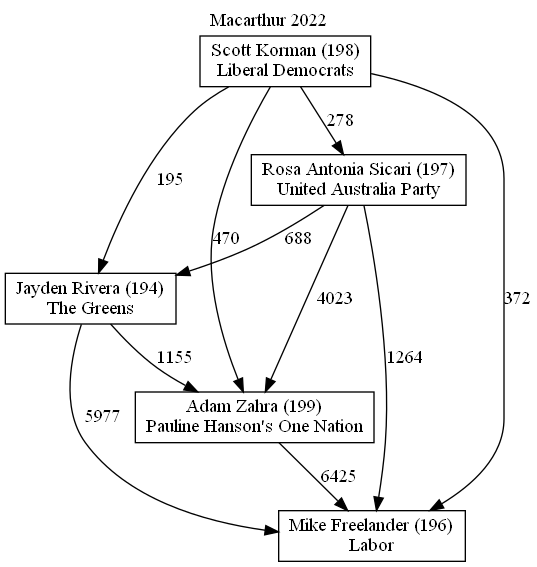 Macarthur 2022
Scott Korman (198)
Liberal Democrats
278
Rosa Antonia Sicari (197)
United Australia Party
195
470
688
4023
372
Jayden Rivera (194)
The Greens
1155
1264
Adam Zahra (199)
Pauline Hanson's One Nation
5977
6425
Mike Freelander (196)
Labor